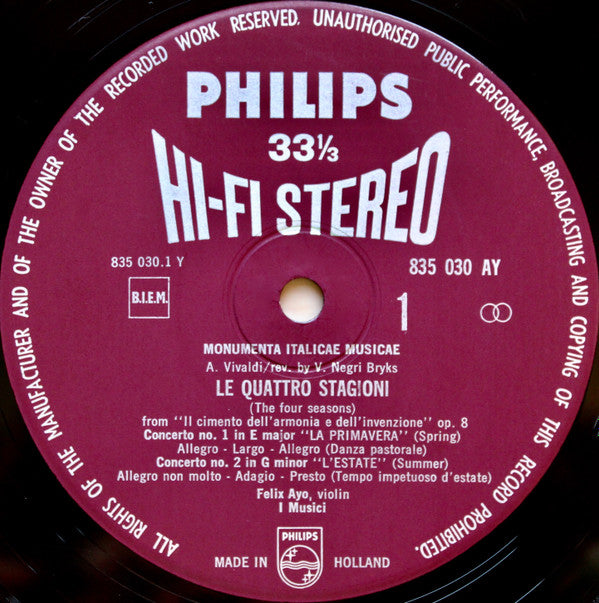 ALL RIGHTS OF THE MANUFACTURER AND OF THE OWNER OF THE RECORDED WORK RESERVED. UNAUTHORISED PUBLIC PERFORMANCE, BROADCASTING AND COPYING OF THIS RECORD PROHIBITED.
PHILIPS
33⅓
HI-FI STEREO
835 030.1 Y
835 030 AY
B.I.E.M.
1
MONUMENTA ITALICAE MUSICAE
A. Vivaldi/rev. by V. Negri Bryks
LE QUATTRO STAGIONI
(The four seasons)
from "Il cimento dell'armonia e dell'invenzione" op. 8
Concerto no. 1 in E major "LA PRIMAVERA" (Spring)
Allegro - Largo - Allegro (Danza pastorale)
Concerto no. 2 in G minor "L'ESTATE" (Summer)
Allegro non molto - Adagio - Presto (Tempo impetuoso d'estate)
Felix Ayo, violin
I Musici
PHILIPS
MADE IN HOLLAND